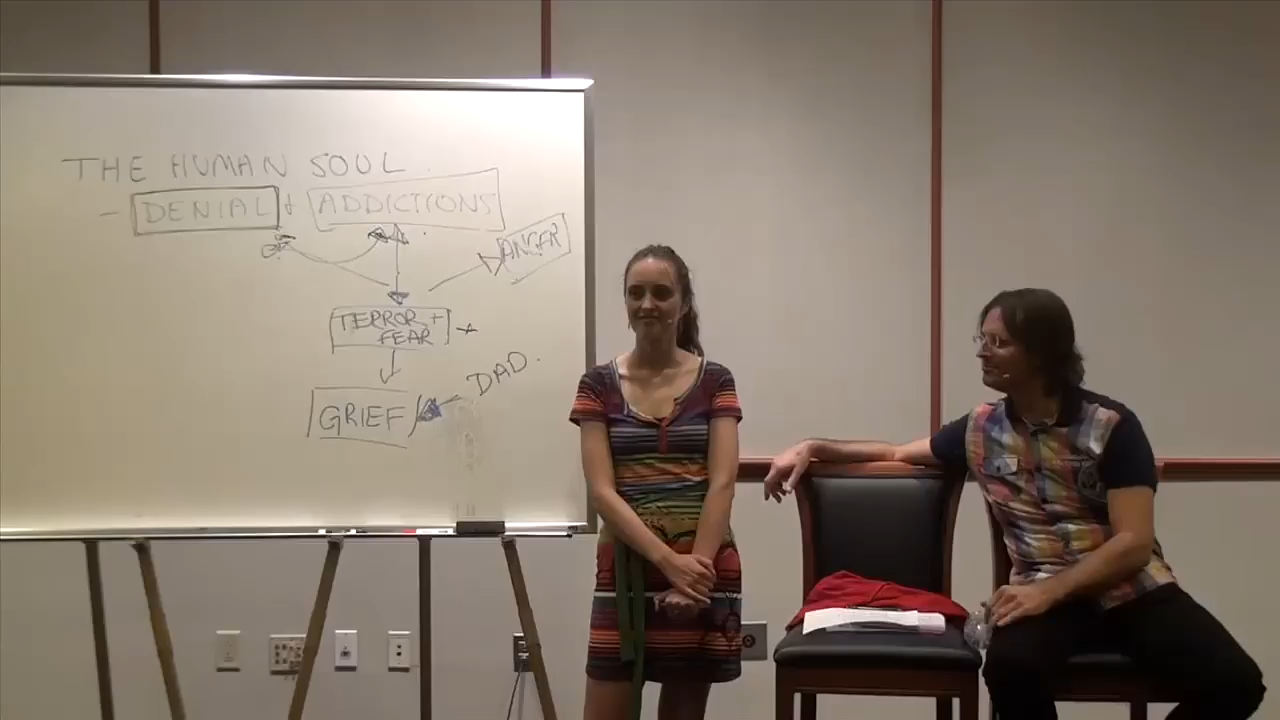 THE HUMAN SOUL.
- DENIAL + ADDICTIONS
ANGER
TERROR +
FEAR
DAD.
GRIEF